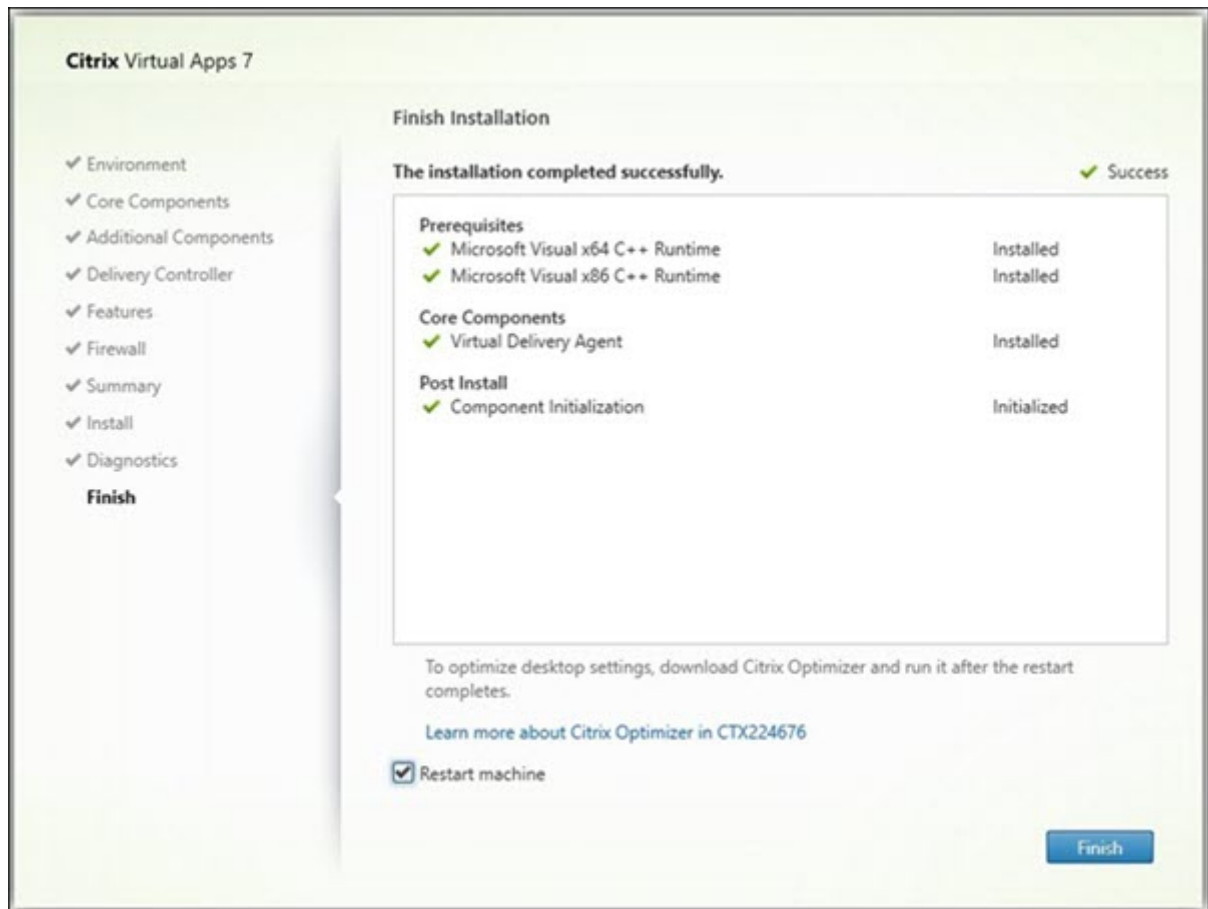 Citrix Virtual Apps 7
Environment
Core Components
Additional Components
Delivery Controller
Features
Firewall
Summary
Install
Diagnostics
Finish
Finish Installation
The installation completed successfully.
Success
Prerequisites
Microsoft Visual x64 C++ Runtime Installed
Microsoft Visual x86 C++ Runtime Installed
Core Components
Virtual Delivery Agent Installed
Post Install
Component Initialization Initialized
To optimize desktop settings, download Citrix Optimizer and run it after the restart
completes.
Learn more about Citrix Optimizer in CTX224676
Restart machine
Finish